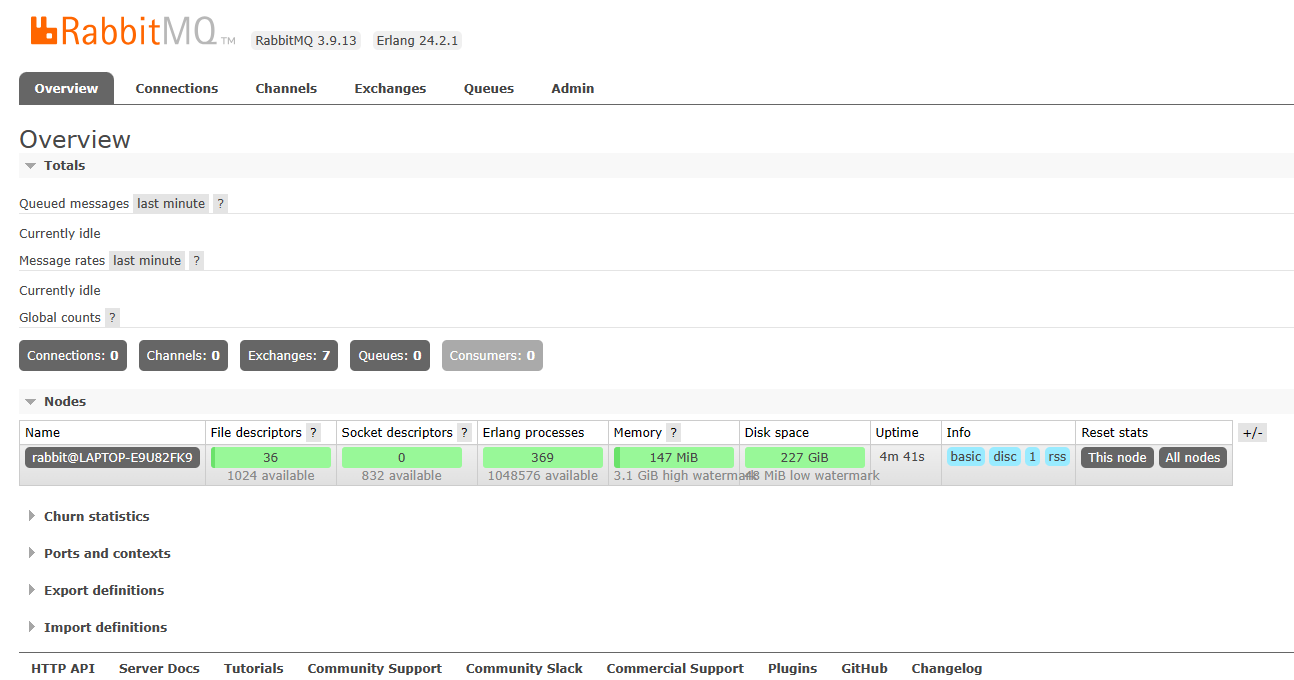 RabbitMQ TM RabbitMQ 3.9.13 Erlang 24.2.1
Overview Connections Channels Exchanges Queues Admin
Overview
Totals
Queued messages last minute ?
Currently idle
Message rates last minute ?
Currently idle
Global counts ?
Connections: 0 Channels: 0 Exchanges: 7 Queues: 0 Consumers: 0
Nodes
Name File descriptors ? Socket descriptors ? Erlang processes Memory ? Disk space Uptime Info Reset stats +/-
rabbit@LAPTOP-E9U82FK9 36 0 369 147 MiB 227 GiB 4m 41s basic disc 1 rss This node All nodes
1024 available 832 available 1048576 available 3.1 GiB high watermark 48 MiB low watermark
Churn statistics
Ports and contexts
Export definitions
Import definitions
HTTP API Server Docs Tutorials Community Support Community Slack Commercial Support Plugins GitHub Changelog